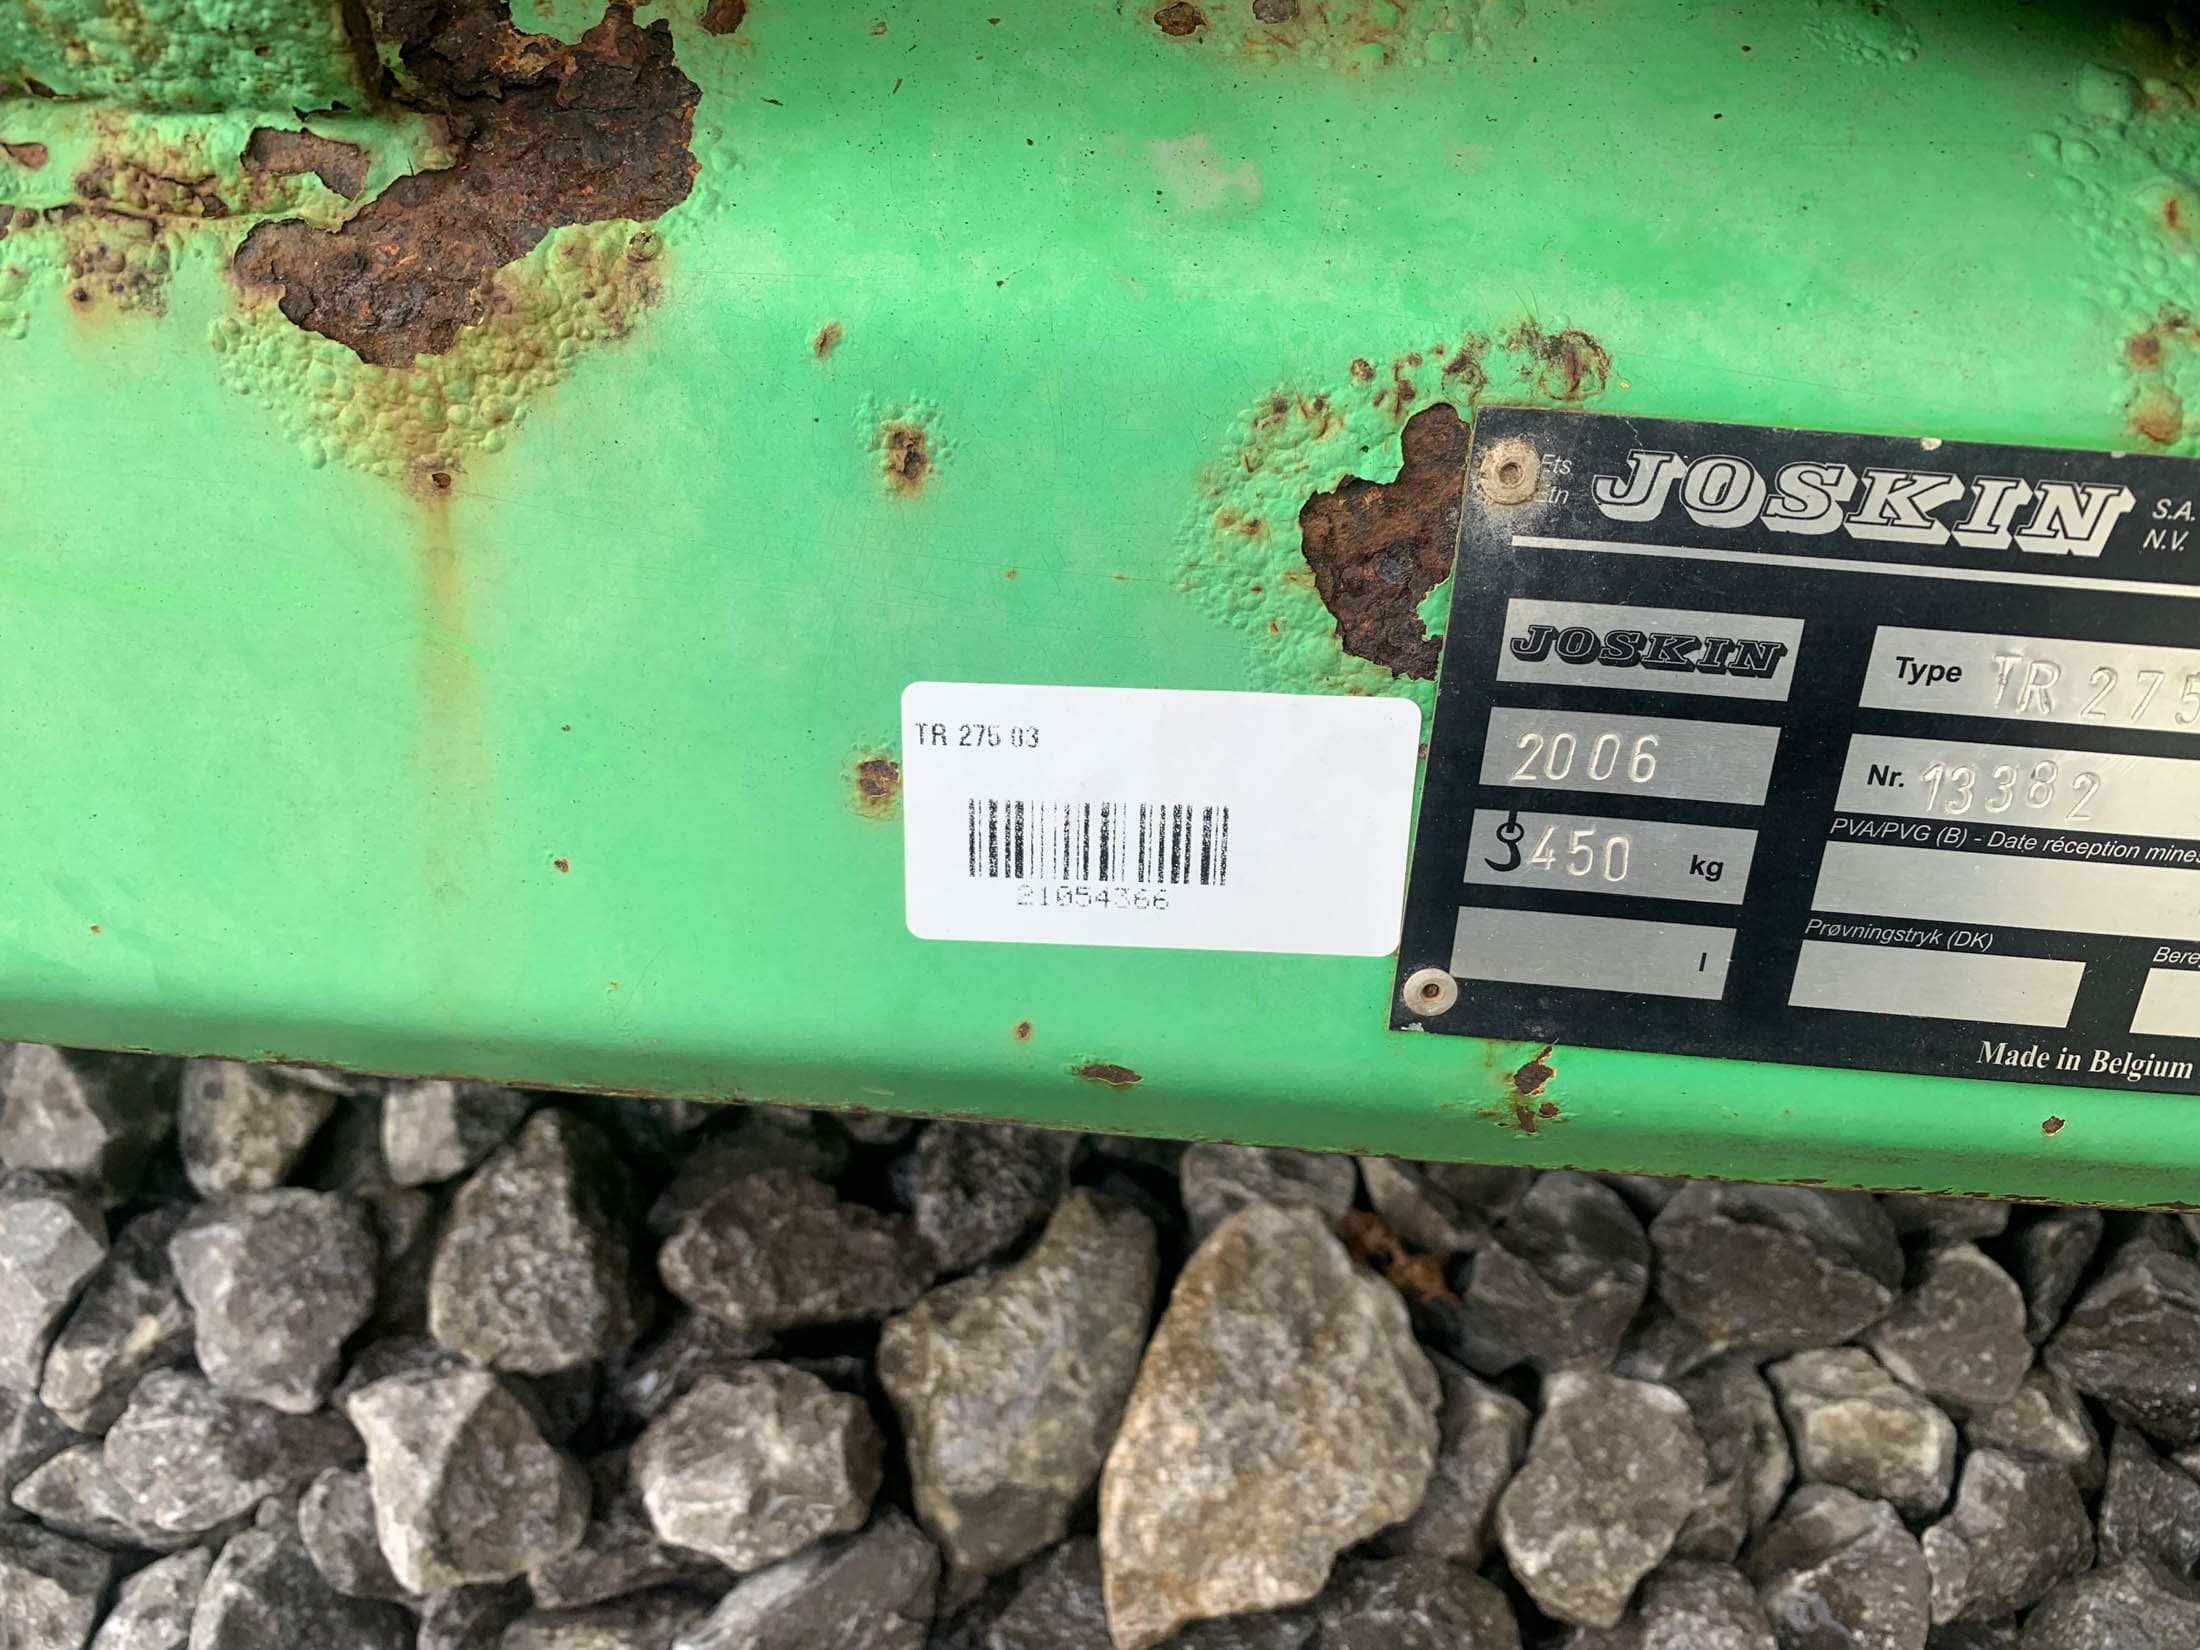 TR 275 03
21054366
Ets
Etn
JOSKIN
S.A.
N.V.
JOSKIN
Type TR 275
2006
Nr. 13382
450 kg
PVA/PVG (B) - Date réception mines
l
Prøvningstryk (DK)
Made in Belgium